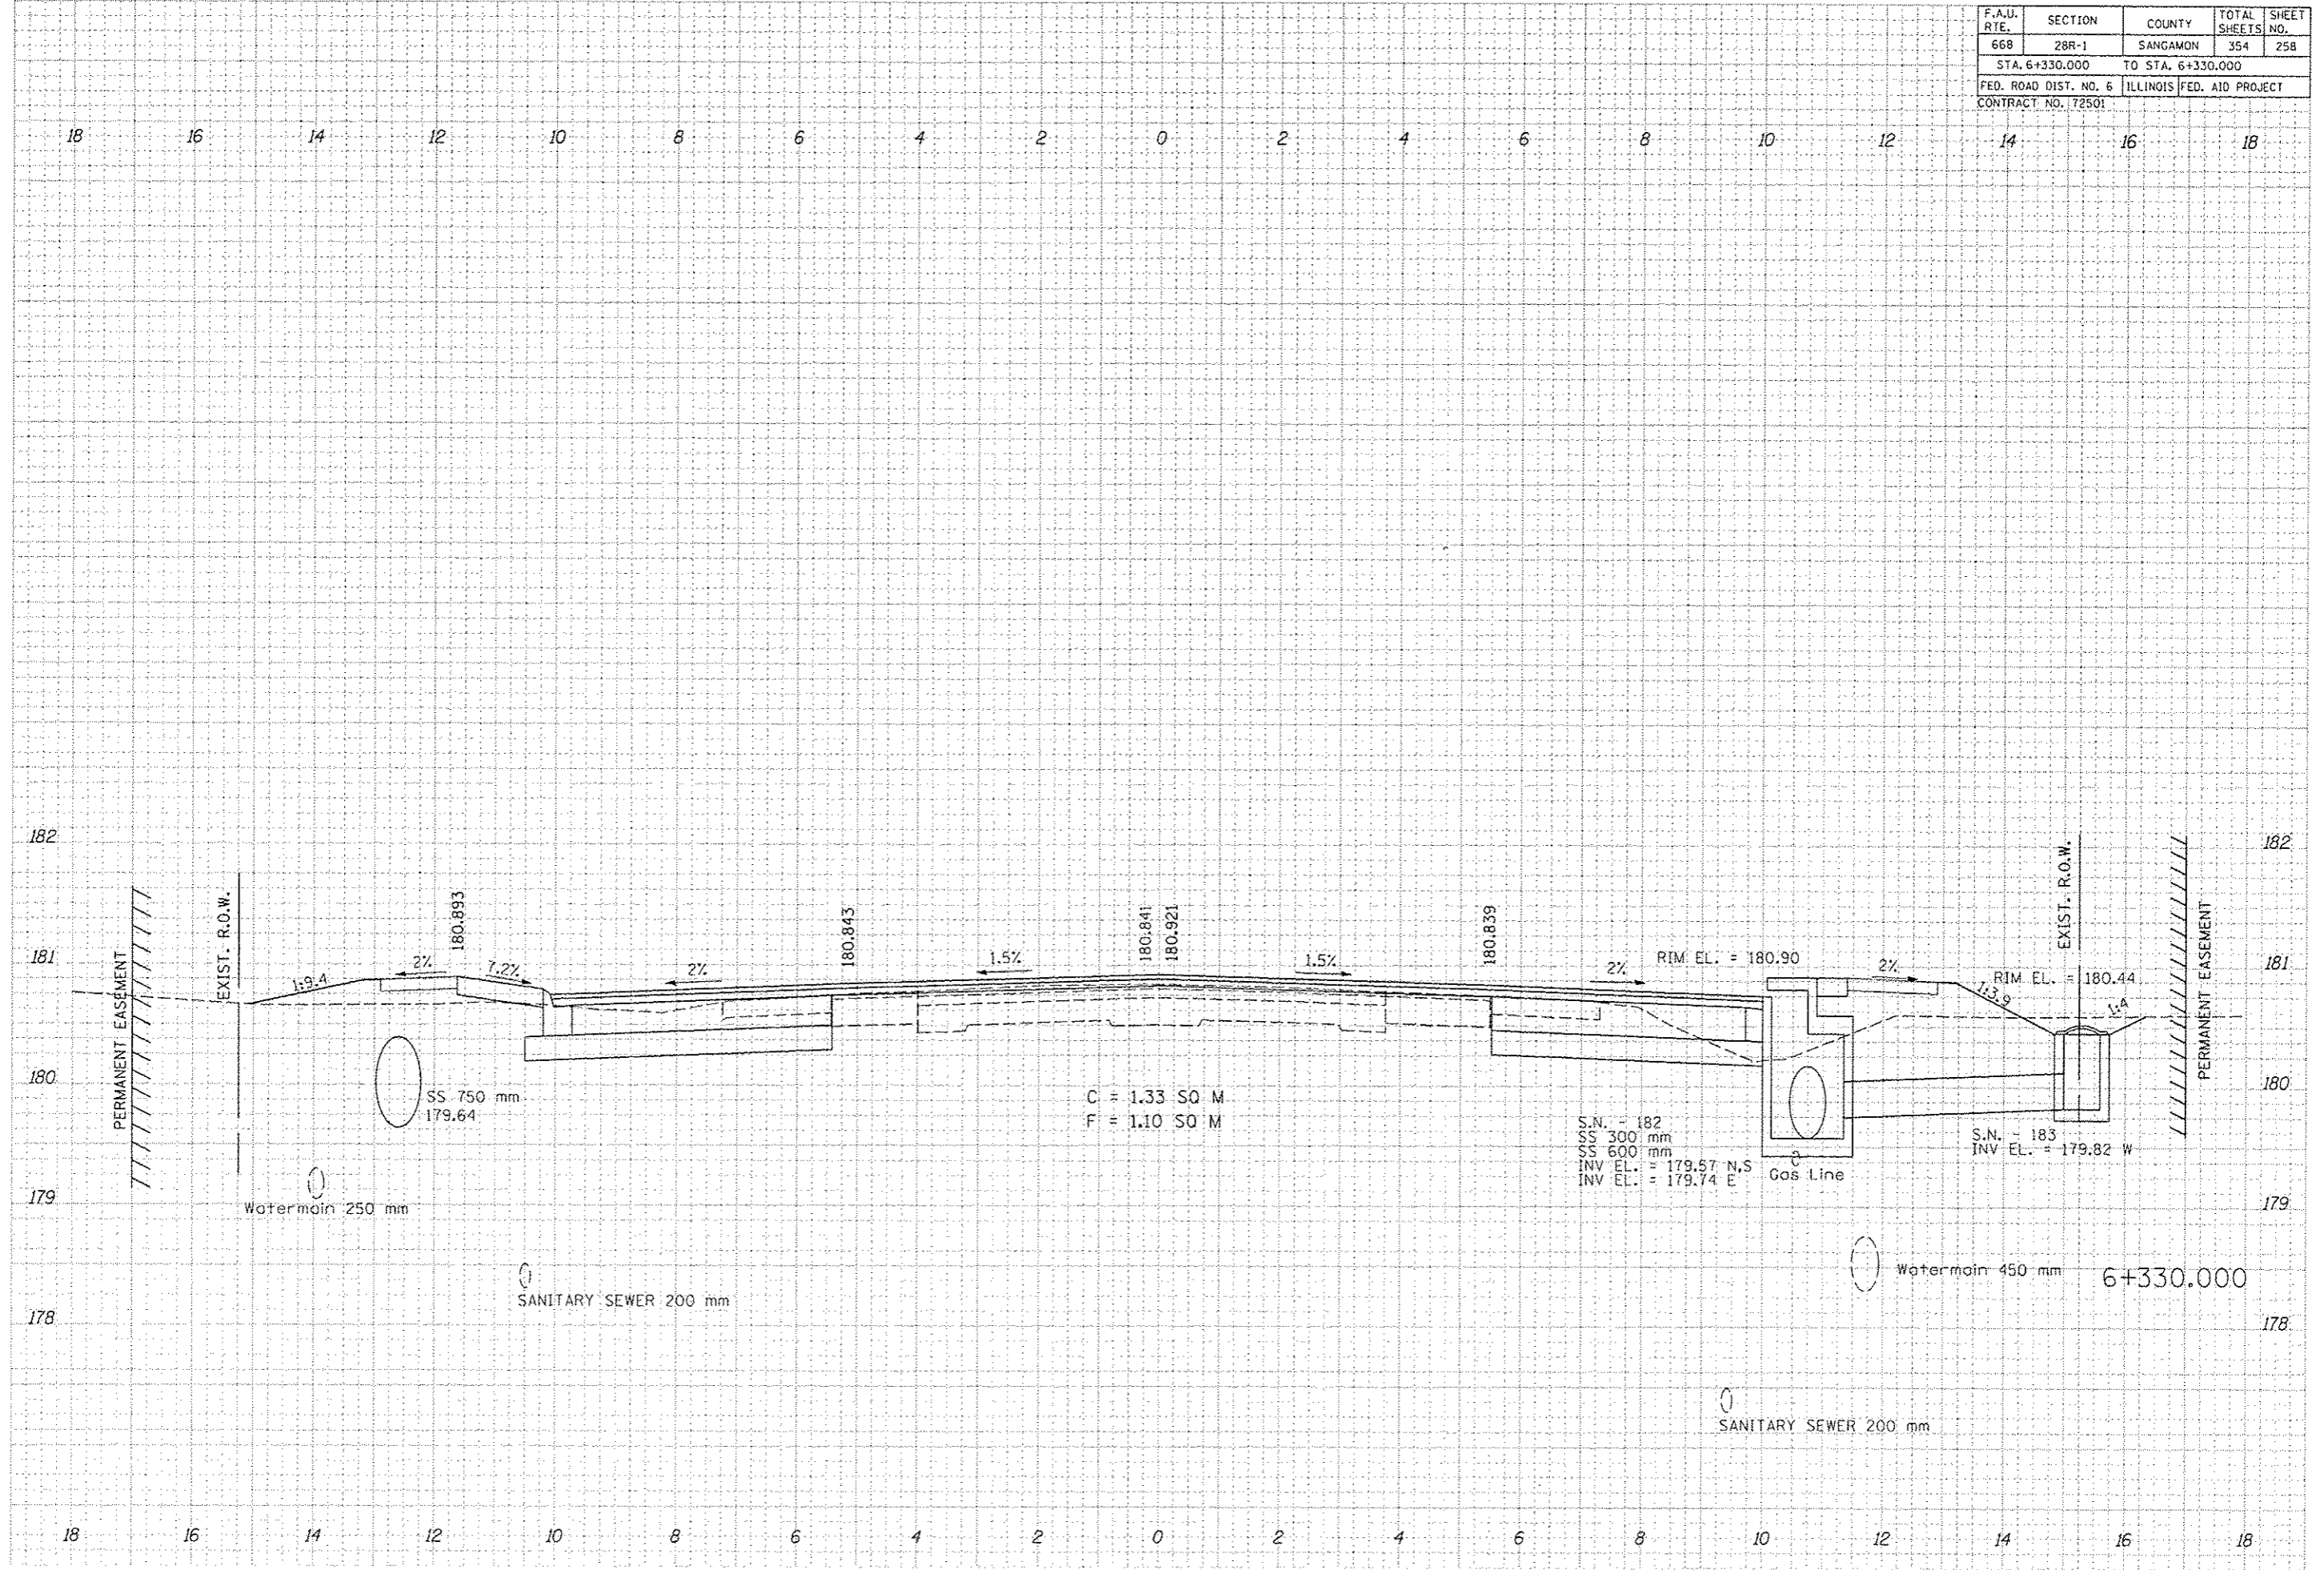 F.A.U. RTE. SECTION COUNTY TOTAL SHEETS SHEET NO.
668 28R-1 SANGAMON 354 258
STA. 6+330.000 TO STA. 6+330.000
FED. ROAD DIST. NO. 6 ILLINOIS FED. AID PROJECT
CONTRACT NO. 72501
18 16 14 12 10 8 6 4 2 0 2 4 6 8 10 12 14 16 18
182 182
181 181
180 180
179 179
178 178
PERMANENT EASEMENT
EXIST. R.O.W.
1:9.4
2%
180.893
7.2%
2%
180.843
1.5%
180.841
180.921
1.5%
180.839
2%
RIM EL. = 180.90
2%
EXIST. R.O.W.
RIM EL. = 180.44
1:3.9
1:4
PERMANENT EASEMENT
SS 750 mm
179.64
C = 1.33 SQ M
F = 1.10 SQ M
S.N. - 182
SS 300 mm
SS 600 mm
INV EL. = 179.57 N,S
INV EL. = 179.74 E
Gas Line
S.N. - 183
INV EL. = 179.82 W
Watermain 250 mm
SANITARY SEWER 200 mm
Watermain 450 mm
6+330.000
SANITARY SEWER 200 mm
18 16 14 12 10 8 6 4 2 0 2 4 6 8 10 12 14 16 18